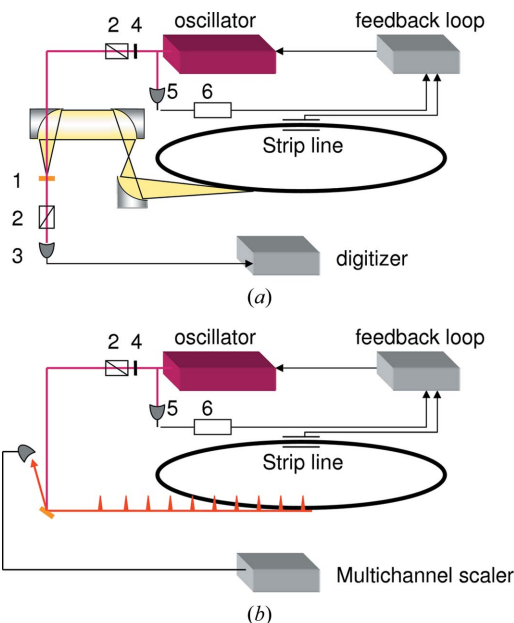 oscillator
feedback loop
2 4
5
6
Strip line
1
2
3
digitizer
(a)
oscillator
feedback loop
2 4
5
6
Strip line
Multichannel scaler
(b)